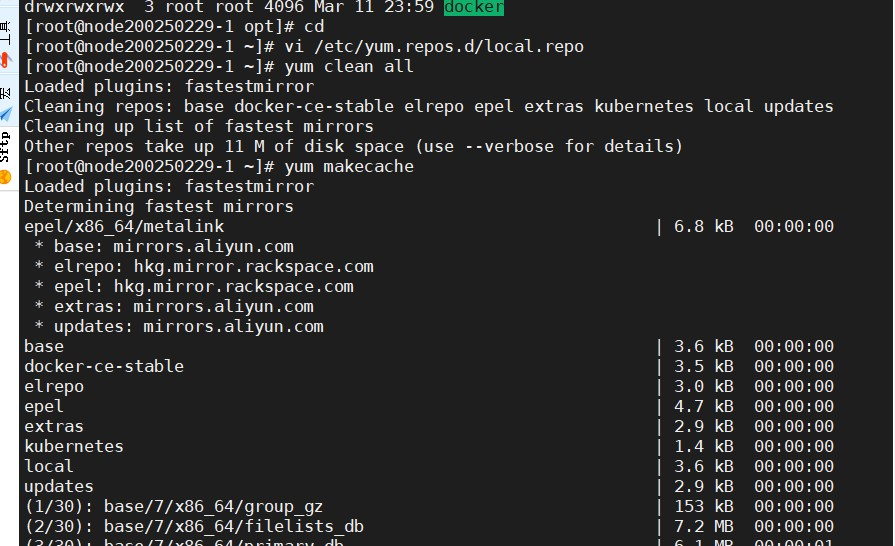 drwxrwxrwx  3 root root 4096 Mar 11 23:59 docker
[root@node200250229-1 opt]# cd
[root@node200250229-1 ~]# vi /etc/yum.repos.d/local.repo
[root@node200250229-1 ~]# yum clean all
Loaded plugins: fastestmirror
Cleaning repos: base docker-ce-stable elrepo epel extras kubernetes local updates
Cleaning up list of fastest mirrors
Other repos take up 11 M of disk space (use --verbose for details)
[root@node200250229-1 ~]# yum makecache
Loaded plugins: fastestmirror
Determining fastest mirrors
epel/x86_64/metalink | 6.8 kB  00:00:00
 * base: mirrors.aliyun.com
 * elrepo: hkg.mirror.rackspace.com
 * epel: hkg.mirror.rackspace.com
 * extras: mirrors.aliyun.com
 * updates: mirrors.aliyun.com
base | 3.6 kB  00:00:00
docker-ce-stable | 3.5 kB  00:00:00
elrepo | 3.0 kB  00:00:00
epel | 4.7 kB  00:00:00
extras | 2.9 kB  00:00:00
kubernetes | 1.4 kB  00:00:00
local | 3.6 kB  00:00:00
updates | 2.9 kB  00:00:00
(1/30): base/7/x86_64/group_gz | 153 kB  00:00:00
(2/30): base/7/x86_64/filelists_db | 7.2 MB  00:00:00
(3/30): base/7/x86_64/primary_db | 6.1 MB  00:00:01
工具
Sftp